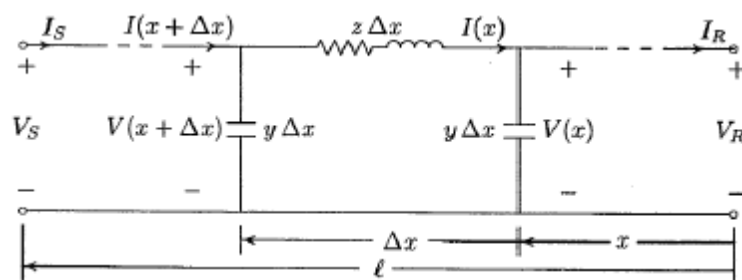 I_S I(x + Δx) z Δx I(x) I_R
+ + + +
V_S V(x + Δx) y Δx y Δx V(x) V_R
− − − −
Δx x
ℓ